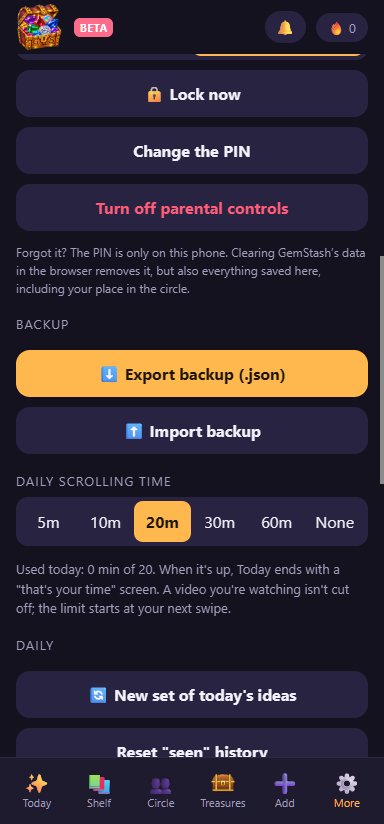 BETA
0
Lock now
Change the PIN
Turn off parental controls
Forgot it? The PIN is only on this phone. Clearing GemStash's data
in the browser removes it, but also everything saved here,
including your place in the circle.
BACKUP
Export backup (.json)
Import backup
DAILY SCROLLING TIME
5m 10m 20m 30m 60m None
Used today: 0 min of 20. When it's up, Today ends with a
"that's your time" screen. A video you're watching isn't cut
off; the limit starts at your next swipe.
DAILY
New set of today's ideas
Reset "seen" history
Today Shelf Circle Treasures Add More